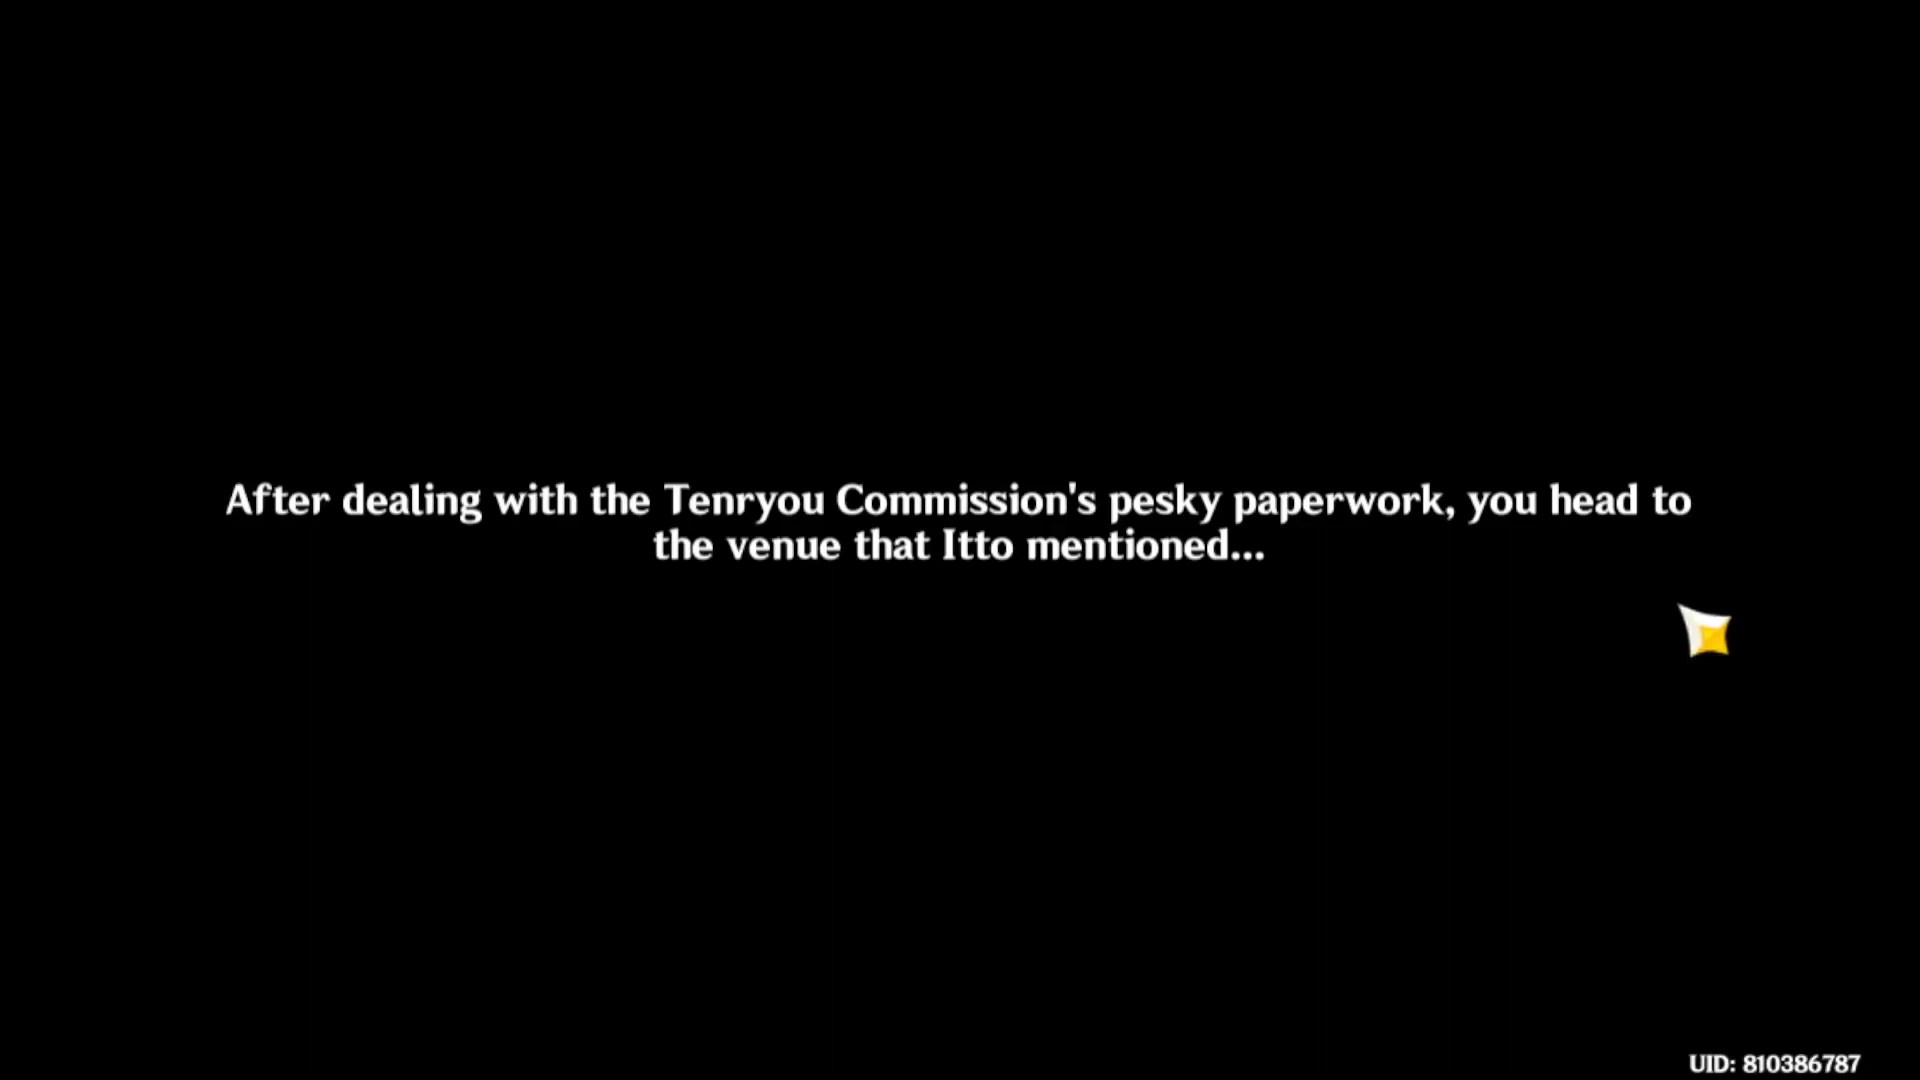 After dealing with the Tenryou Commission's pesky paperwork, you head to
the venue that Itto mentioned...
UID: 810386787